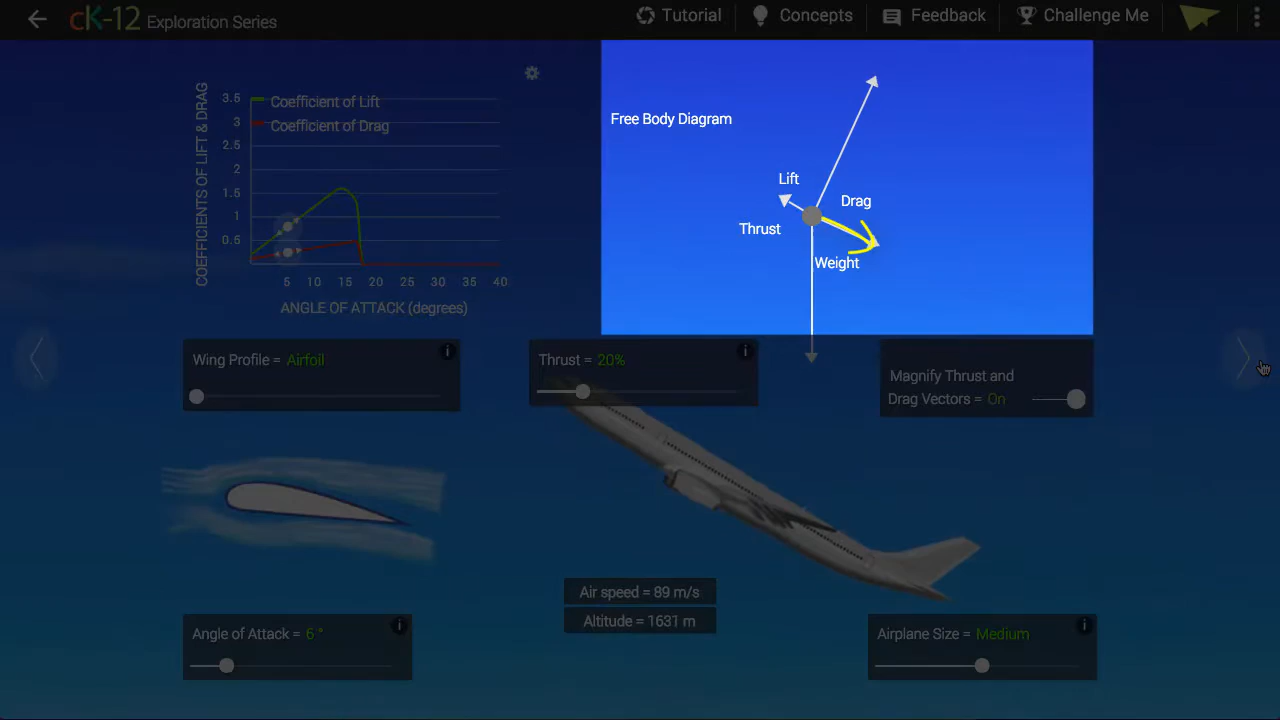 cK-12 Exploration Series
Tutorial
Concepts
Feedback
Challenge Me
COEFFICIENTS OF LIFT & DRAG
3.5
3
2.5
2
1.5
1
0.5
Coefficient of Lift
Coefficient of Drag
5 10 15 20 25 30 35 40
ANGLE OF ATTACK (degrees)
Free Body Diagram
Lift
Drag
Thrust
Weight
Wing Profile = Airfoil
i
Thrust = 20%
i
Magnify Thrust and
Drag Vectors = On
Air speed = 89 m/s
Altitude = 1631 m
Angle of Attack = 6 °
i
Airplane Size = Medium
i